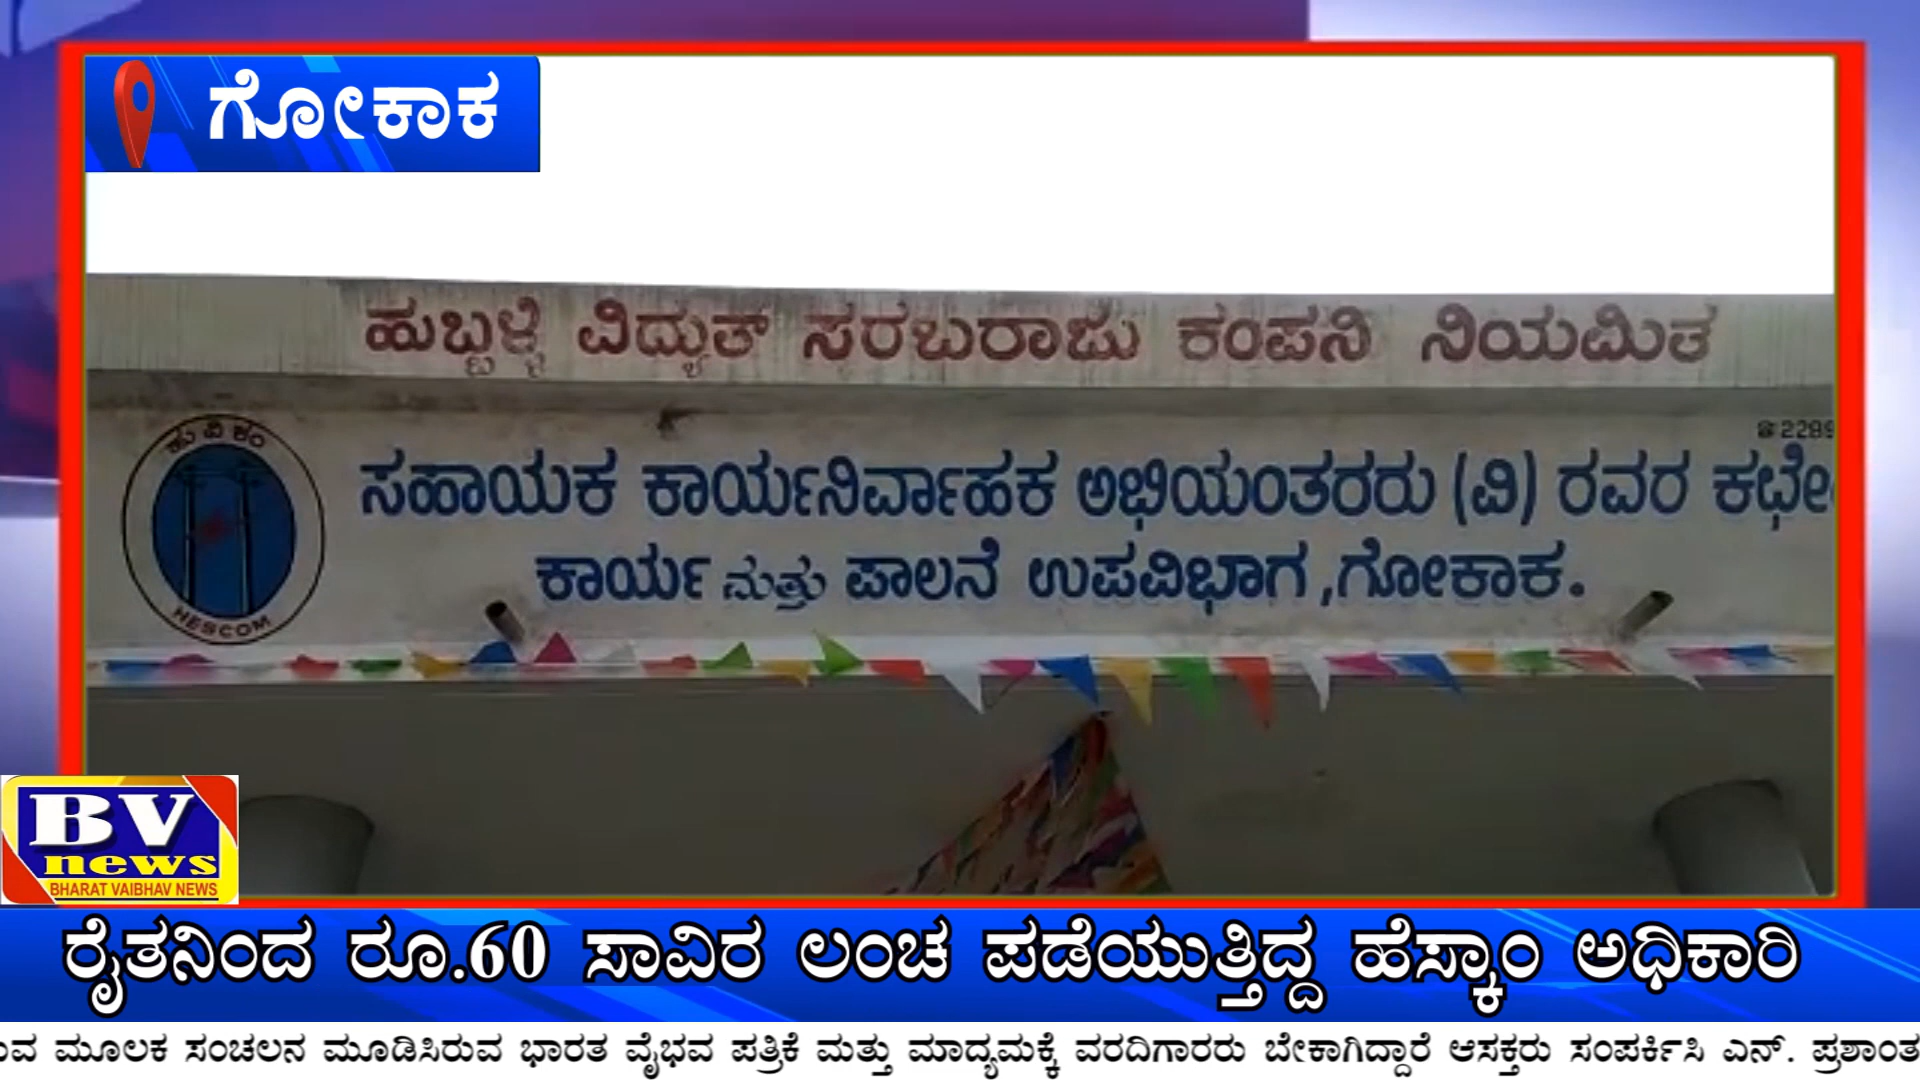 ಗೋಕಾಕ
ಹುಬ್ಬಳ್ಳಿ ವಿದ್ಯುತ್ ಸರಬರಾಜು ಕಂಪನಿ ನಿಯಮಿತ
☎2289
ಹು ವಿ ಕಂ
ಸಹಾಯಕ ಕಾರ್ಯನಿರ್ವಾಹಕ ಅಭಿಯಂತರರು (ವಿ) ರವರ ಕಛೇ
ಕಾರ್ಯ ಮತ್ತು ಪಾಲನೆ ಉಪವಿಭಾಗ ,ಗೋಕಾಕ.
HESCOM
BV
news
BHARAT VAIBHAV NEWS
ರೈತನಿಂದ ರೂ.60 ಸಾವಿರ ಲಂಚ ಪಡೆಯುತ್ತಿದ್ದ ಹೆಸ್ಕಾಂ ಅಧಿಕಾರಿ
ಮೂಲಕ ಸಂಚಲನ ಮೂಡಿಸಿರುವ ಭಾರತ ವೈಭವ ಪತ್ರಿಕೆ ಮತ್ತು ಮಾದ್ಯಮಕ್ಕೆ ವರದಿಗಾರರು ಬೇಕಾಗಿದ್ದಾರೆ ಆಸಕ್ತರು ಸಂಪರ್ಕಿಸಿ ಎನ್. ಪ್ರಶಾಂತ